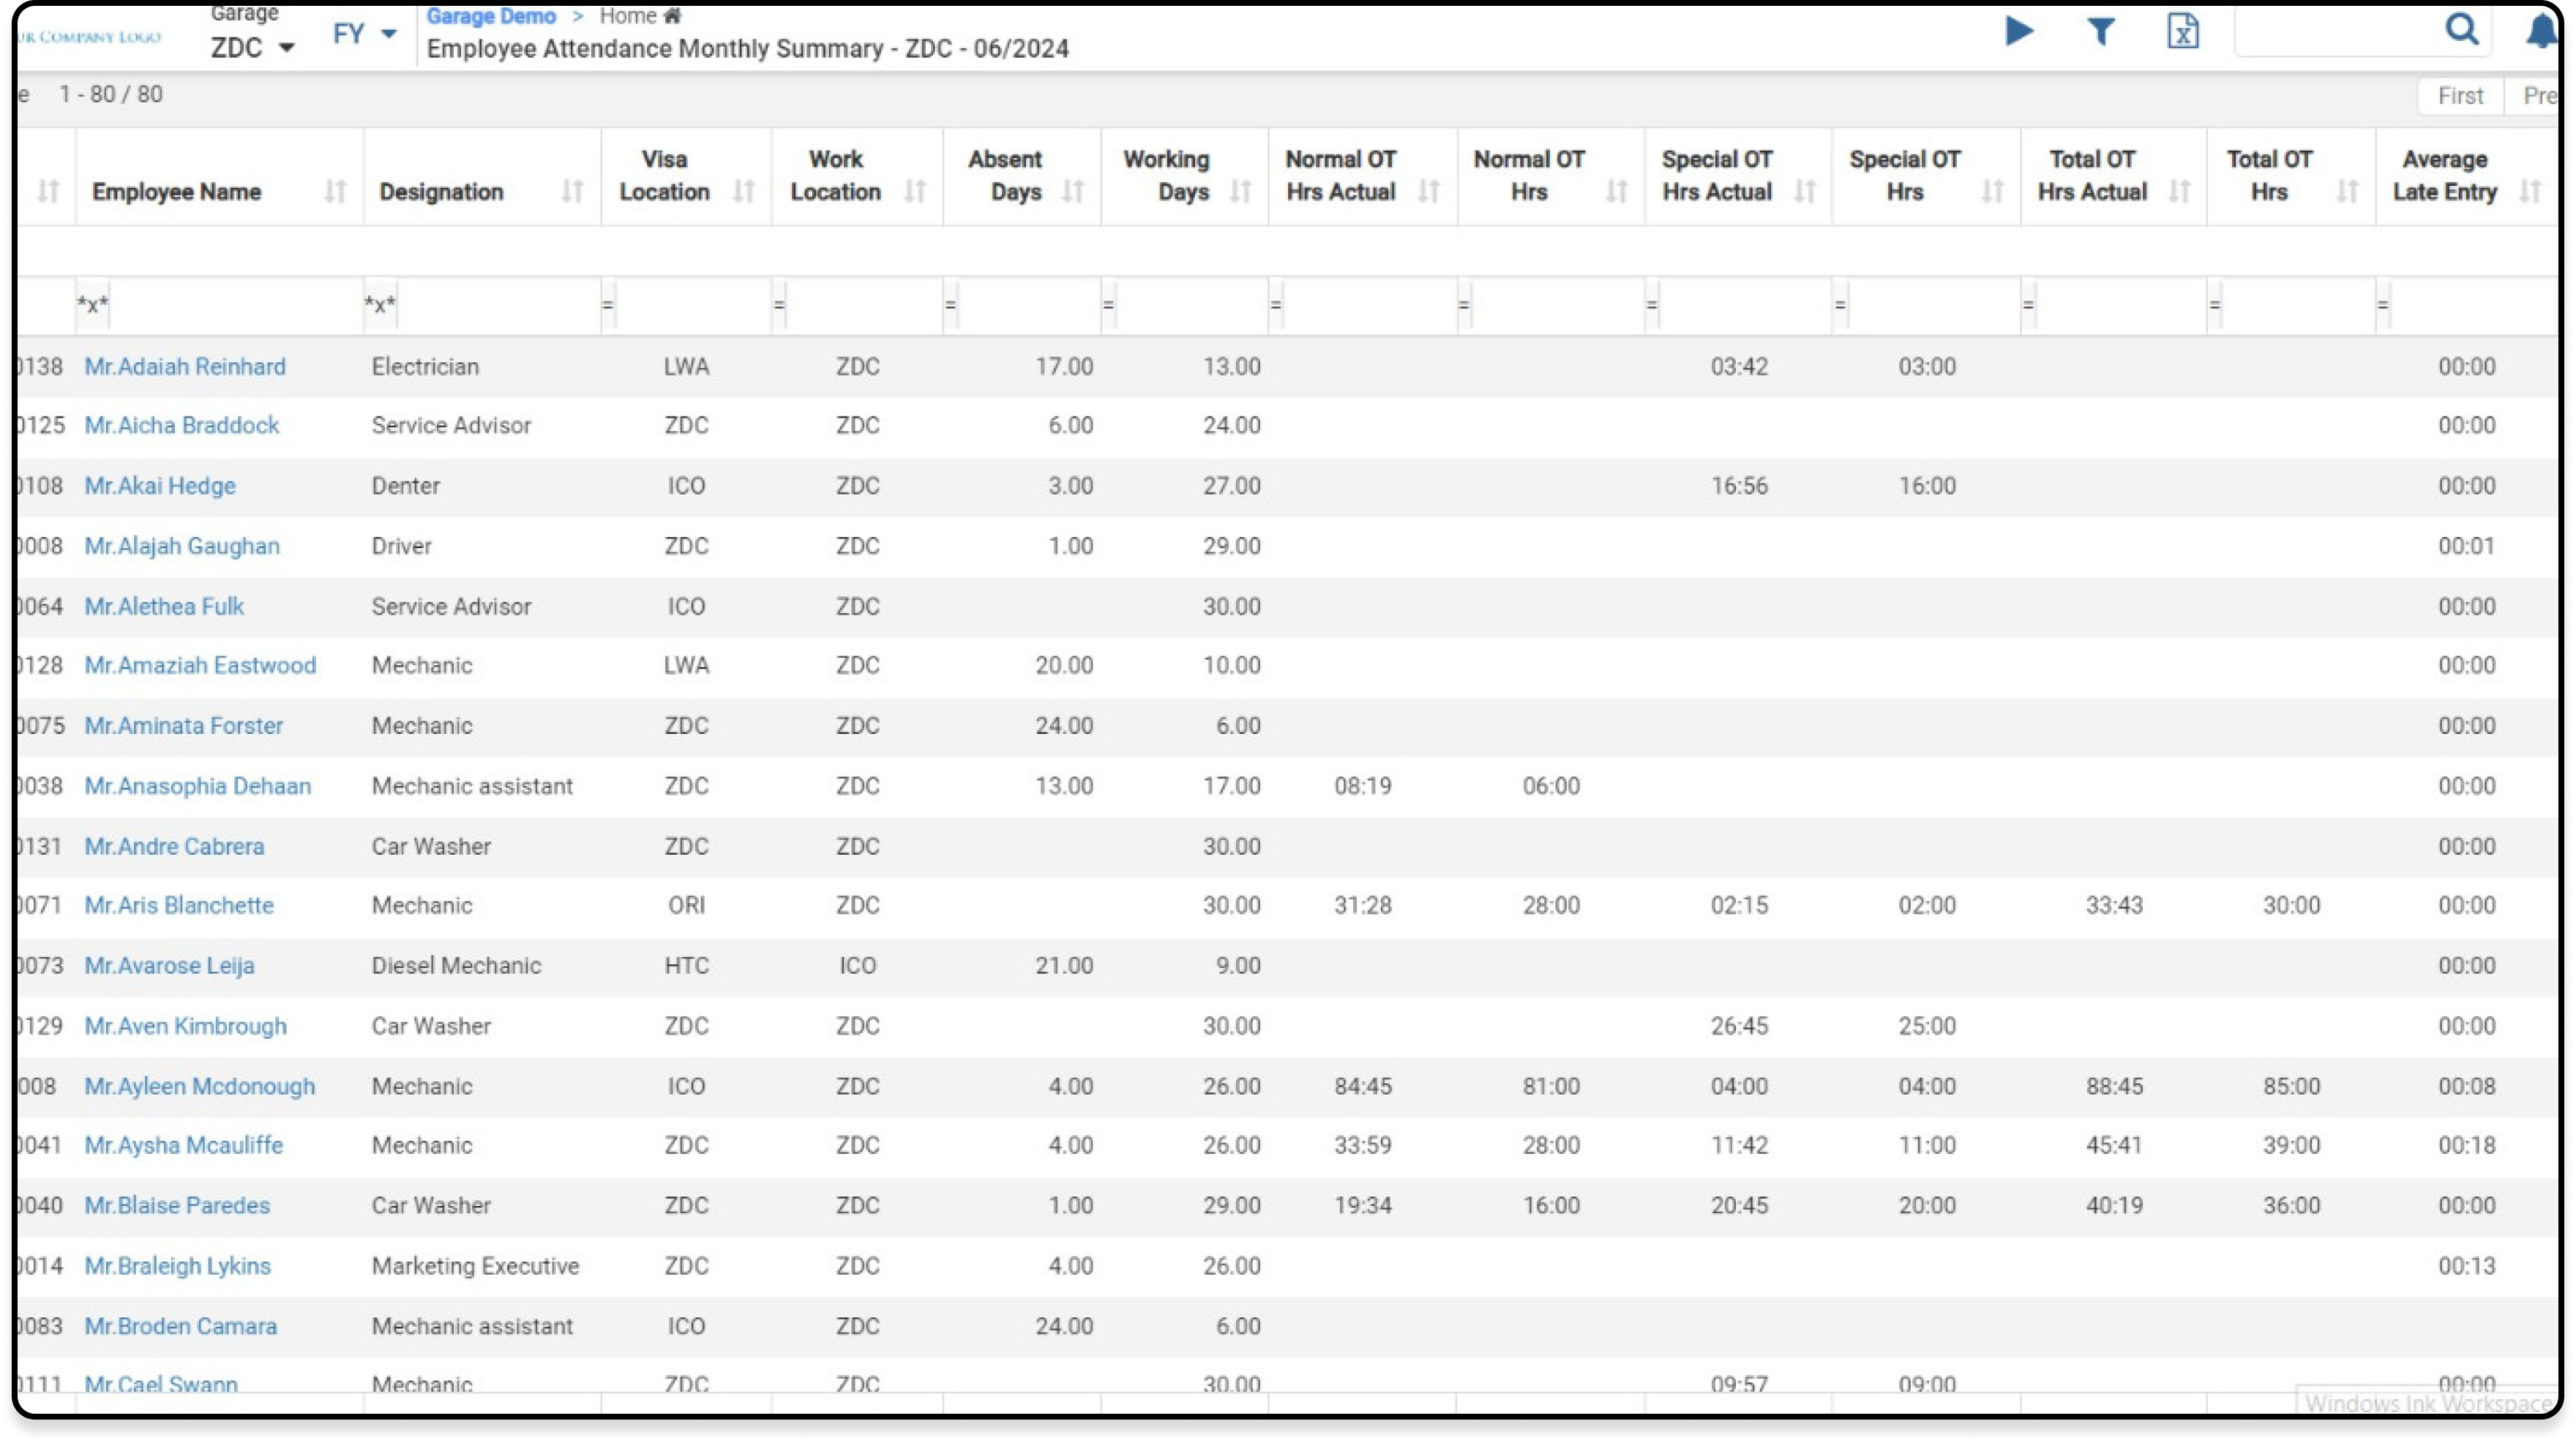 UR COMPANY LOGO
Garage
ZDC
FY
Garage Demo > Home
Employee Attendance Monthly Summary - ZDC - 06/2024
e 1 - 80 / 80 First Pre
Employee Name Designation Visa Location Work Location Absent Days Working Days Normal OT Hrs Actual Normal OT Hrs Special OT Hrs Actual Special OT Hrs Total OT Hrs Actual Total OT Hrs Average Late Entry
*x* *x* = = = = = = = = = = =
0138 Mr.Adaiah Reinhard Electrician LWA ZDC 17.00 13.00 03:42 03:00 00:00
0125 Mr.Aicha Braddock Service Advisor ZDC ZDC 6.00 24.00 00:00
0108 Mr.Akai Hedge Denter ICO ZDC 3.00 27.00 16:56 16:00 00:00
0008 Mr.Alajah Gaughan Driver ZDC ZDC 1.00 29.00 00:01
0064 Mr.Alethea Fulk Service Advisor ICO ZDC 30.00 00:00
0128 Mr.Amaziah Eastwood Mechanic LWA ZDC 20.00 10.00 00:00
0075 Mr.Aminata Forster Mechanic ZDC ZDC 24.00 6.00 00:00
0038 Mr.Anasophia Dehaan Mechanic assistant ZDC ZDC 13.00 17.00 08:19 06:00 00:00
0131 Mr.Andre Cabrera Car Washer ZDC ZDC 30.00 00:00
0071 Mr.Aris Blanchette Mechanic ORI ZDC 30.00 31:28 28:00 02:15 02:00 33:43 30:00 00:00
0073 Mr.Avarose Leija Diesel Mechanic HTC ICO 21.00 9.00 00:00
0129 Mr.Aven Kimbrough Car Washer ZDC ZDC 30.00 26:45 25:00 00:00
008 Mr.Ayleen Mcdonough Mechanic ICO ZDC 4.00 26.00 84:45 81:00 04:00 04:00 88:45 85:00 00:08
0041 Mr.Aysha Mcauliffe Mechanic ZDC ZDC 4.00 26.00 33:59 28:00 11:42 11:00 45:41 39:00 00:18
0040 Mr.Blaise Paredes Car Washer ZDC ZDC 1.00 29.00 19:34 16:00 20:45 20:00 40:19 36:00 00:00
0014 Mr.Braleigh Lykins Marketing Executive ZDC ZDC 4.00 26.00 00:13
0083 Mr.Broden Camara Mechanic assistant ICO ZDC 24.00 6.00
0111 Mr.Cael Swann Mechanic ZDC ZDC 30.00 09:57 09:00 00:00
Windows Ink Workspace